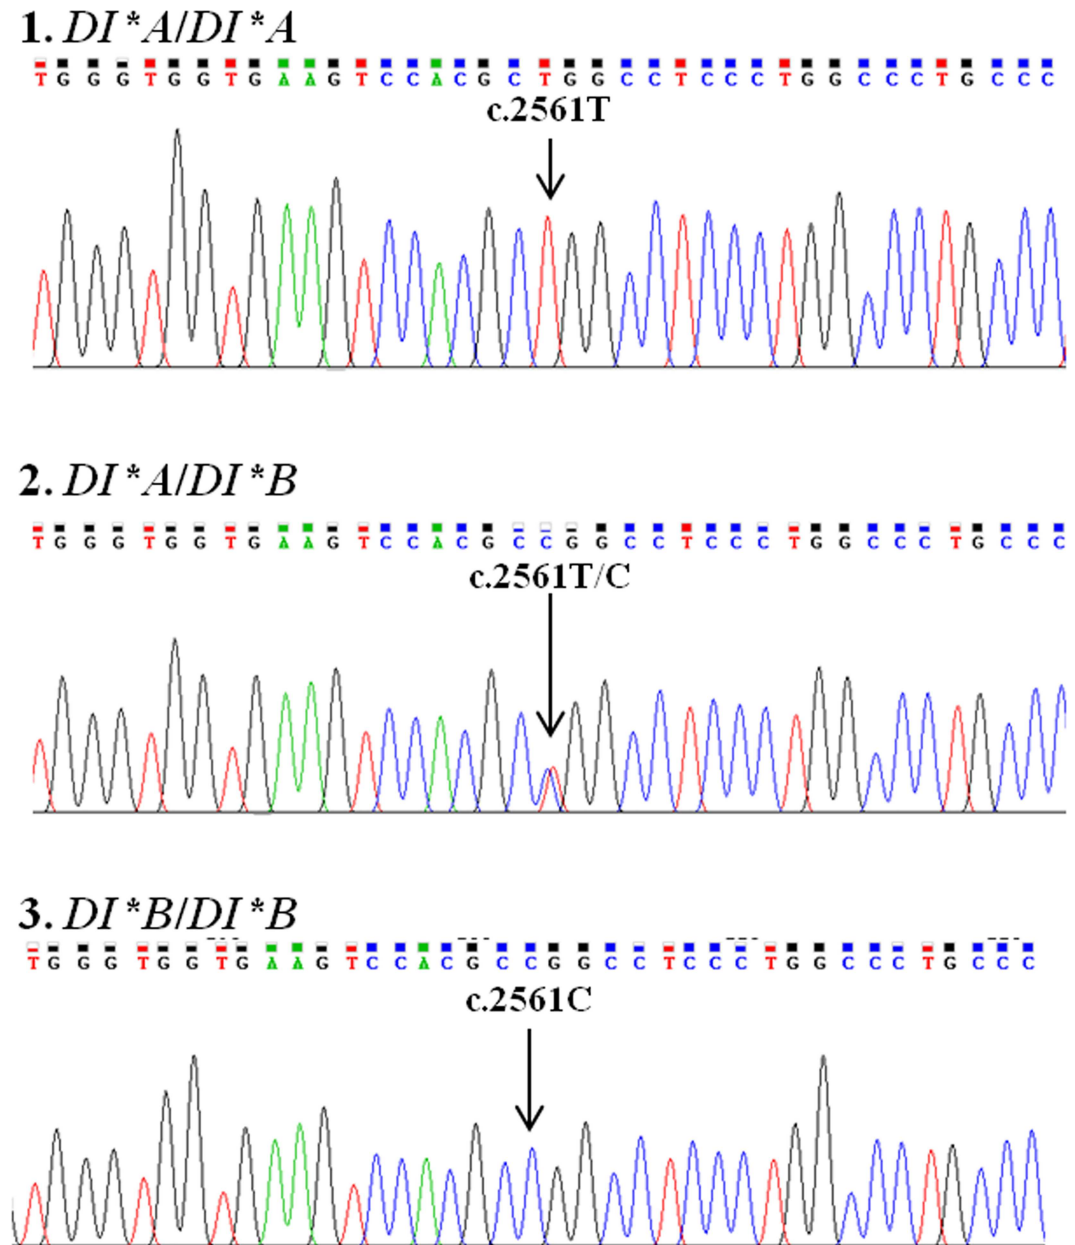 1. DI*A/DI*A
T G G G T G G T G A A G T C C A C G C T G G C C T C C C T G G C C C T G C C C
c.2561T
2. DI*A/DI*B
T G G G T G G T G A A G T C C A C G C C G G C C T C C C T G G C C C T G C C C
c.2561T/C
3. DI*B/DI*B
T G G G T G G T G A A G T C C A C G C C G G C C T C C C T G G C C C T G C C C
c.2561C